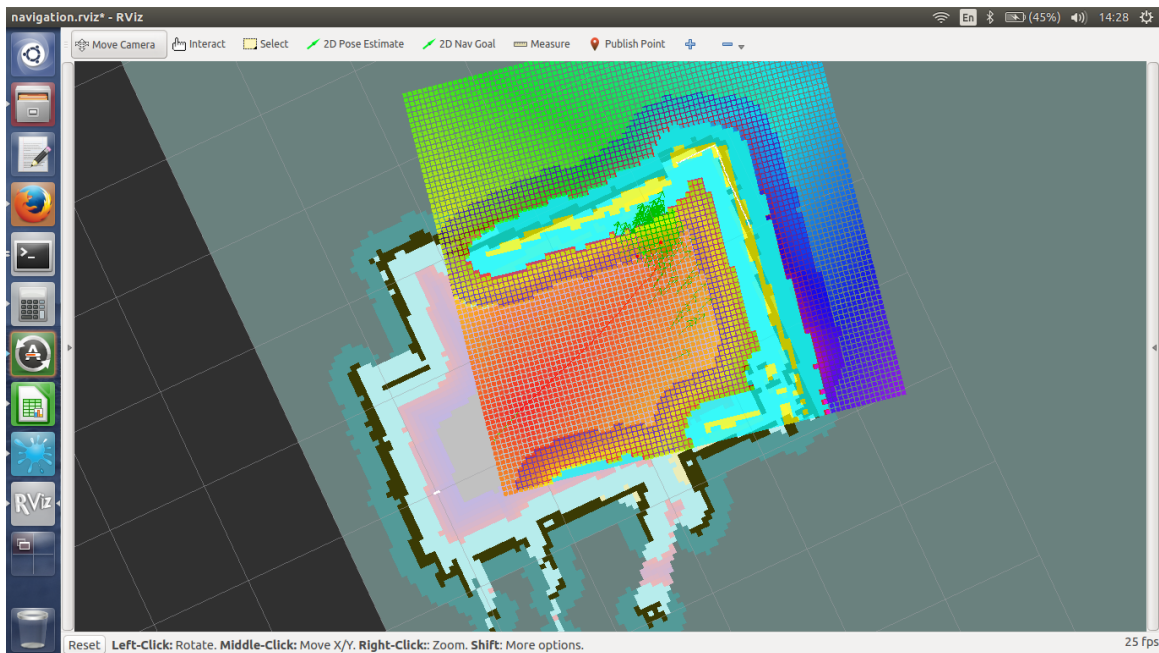 navigation.rviz* - RViz En (45%) 14:28
Move Camera Interact Select 2D Pose Estimate 2D Nav Goal Measure Publish Point
>_
A
RViz
Reset Left-Click: Rotate. Middle-Click: Move X/Y. Right-Click:: Zoom. Shift: More options. 25 fps